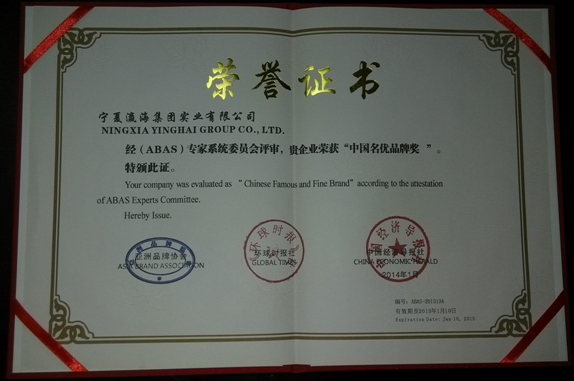 荣誉证书
宁夏瀛海集团实业有限公司
NINGXIA YINGHAI GROUP CO., LTD.
经（ABAS）专家系统委员会评审，贵企业荣获“中国名优品牌奖 ”。
特颁此证。
Your company was evaluated as “ Chinese Famous and Fine Brand” according to the attestation
of ABAS Experts Committee.
Hereby Issue.
亚洲品牌协会
ASIA BRAND ASSOCIATION
环球时报社
GLOBAL TIMES
中国经济导报社
CHINA ECONOMIC HERALD
2014年1月
编号：